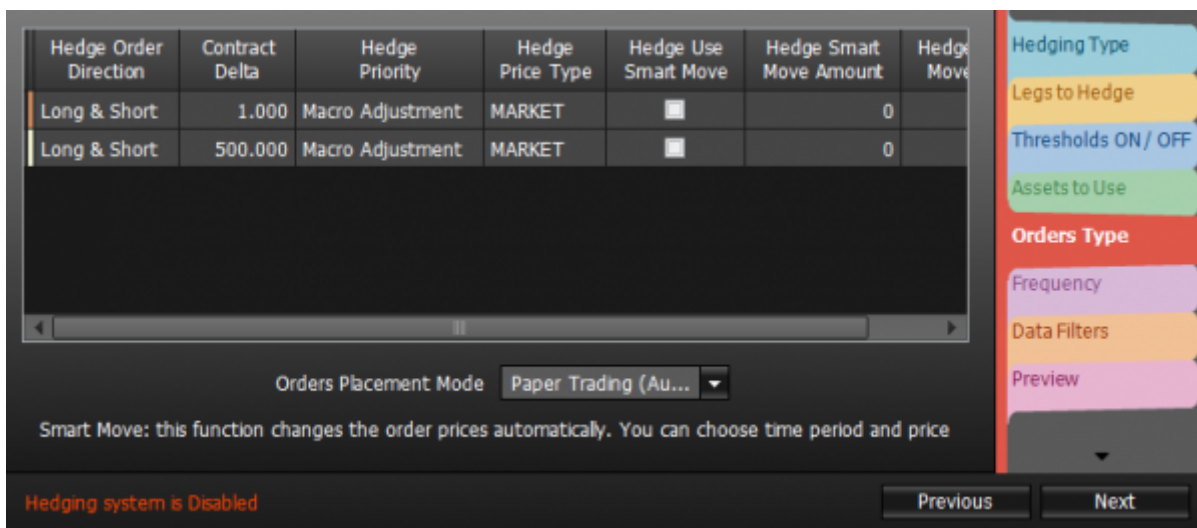 Hedge Order Direction Contract Delta Hedge Priority Hedge Price Type Hedge Use Smart Move Hedge Smart Move Amount Hedge Move
Long & Short 1.000 Macro Adjustment MARKET 0
Long & Short 500.000 Macro Adjustment MARKET 0
Orders Placement Mode Paper Trading (Au...
Smart Move: this function changes the order prices automatically. You can choose time period and price
Hedging system is Disabled
Previous Next
Hedging Type
Legs to Hedge
Thresholds ON / OFF
Assets to Use
Orders Type
Frequency
Data Filters
Preview